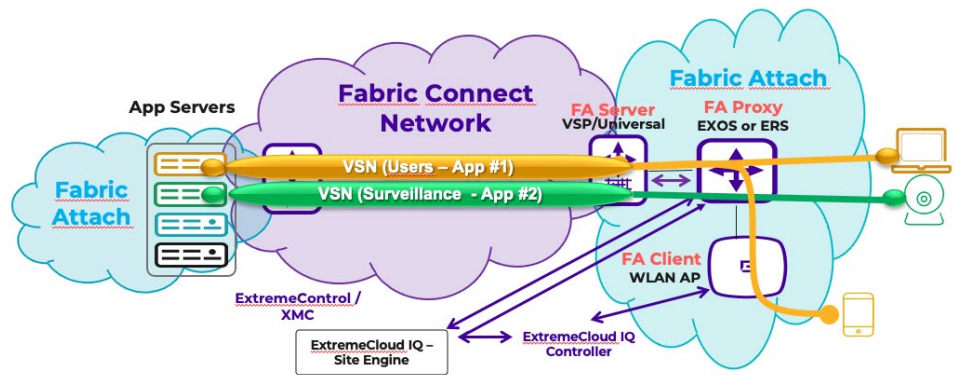 Fabric Connect
Network
Fabric Attach
App Servers
FA Server
VSP/Universal
FA Proxy
EXOS or ERS
VSN (Users – App #1)
VSN (Surveillance - App #2)
Fabric
Attach
FA Client
WLAN AP
ExtremeControl /
XMC
ExtremeCloud IQ –
Site Engine
ExtremeCloud IQ
Controller